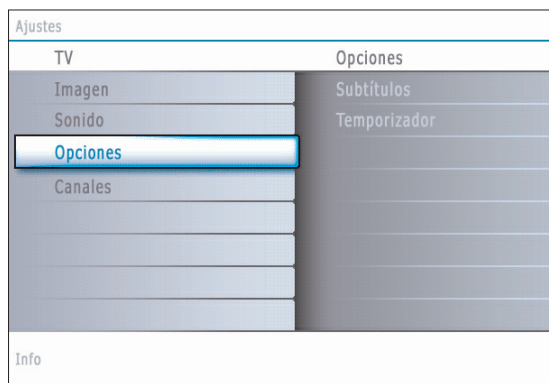 Ajustes
TV
Opciones
Imagen
Subtítulos
Sonido
Temporizador
Opciones
Canales
Info